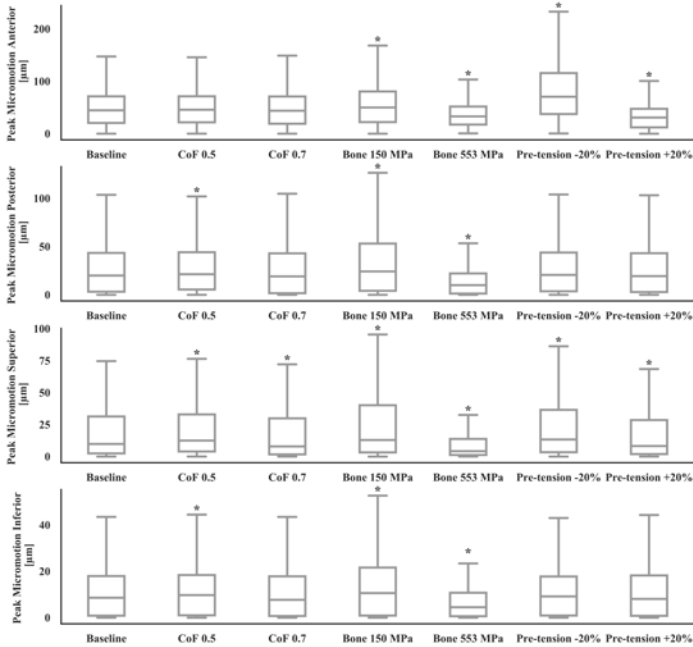 Peak Micromotion Anterior
[μm]
200
100
0
*
*
*
*
Baseline CoF 0.5 CoF 0.7 Bone 150 MPa Bone 553 MPa Pre-tension -20% Pre-tension +20%
Peak Micromotion Posterior
[μm]
100
50
0
*
*
*
Baseline CoF 0.5 CoF 0.7 Bone 150 MPa Bone 553 MPa Pre-tension -20% Pre-tension +20%
Peak Micromotion Superior
[μm]
100
75
50
25
0
*
*
*
*
*
*
Baseline CoF 0.5 CoF 0.7 Bone 150 MPa Bone 553 MPa Pre-tension -20% Pre-tension +20%
Peak Micromotion Inferior
[μm]
40
20
0
*
*
*
Baseline CoF 0.5 CoF 0.7 Bone 150 MPa Bone 553 MPa Pre-tension -20% Pre-tension +20%